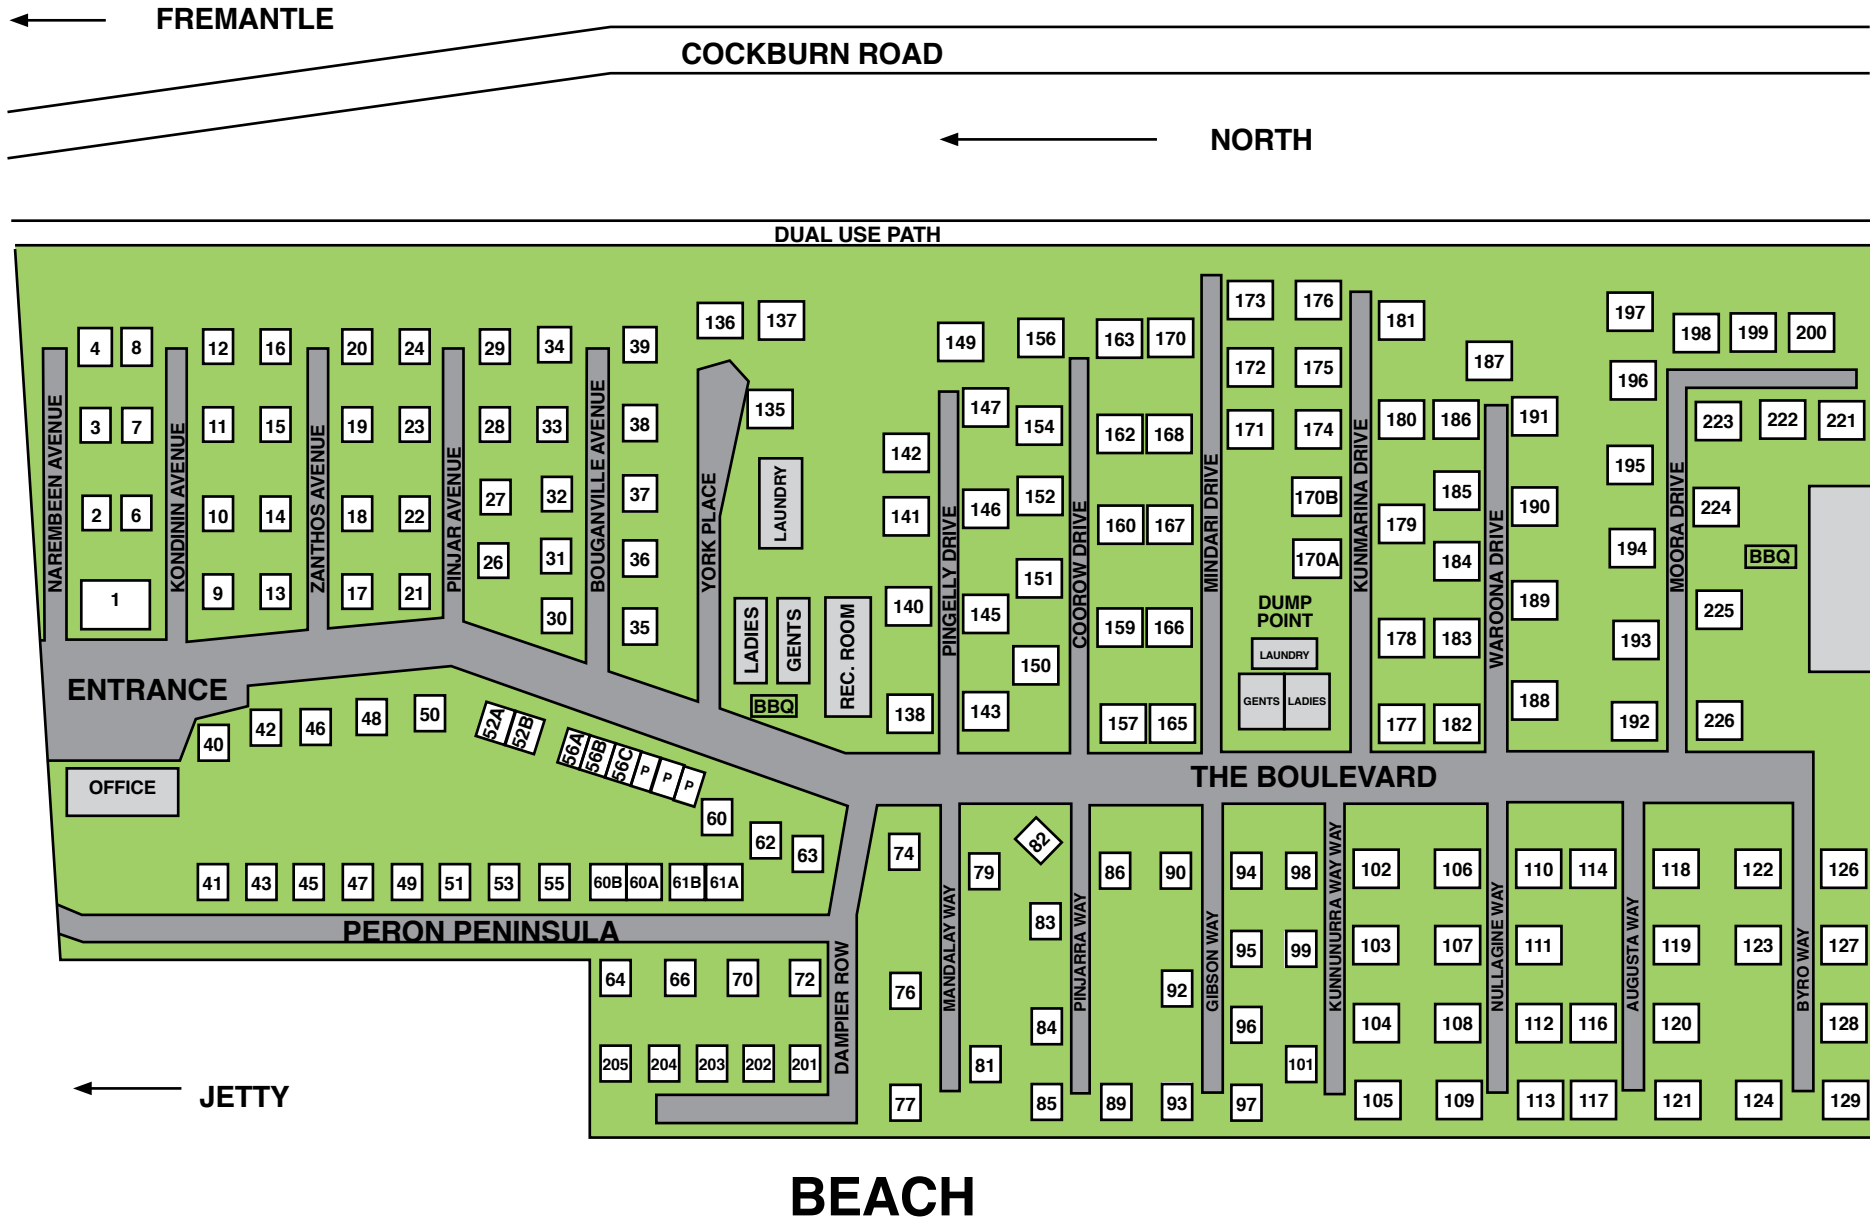 FREMANTLE
COCKBURN ROAD
NORTH
DUAL USE PATH
173 176
197
136 137
181
198 199 200
4 8 12 16 20 24 29 34 39
149 156 163 170
187
172 175
196
3 7 11 15 19 23 28 33 38
135
147 154
162 168
171 174
180 186 191
223 222 221
142
195
2 6 10 14 18 22 27 32 37
141 146 152
160 167
170B
179 185 190
224
LAUNDRY
1 9 13 17 21 26 31 36
30 35
140 145 151
159 166
170A
184
194
BBQ
189
225
DUMP
POINT
LAUNDRY
GENTS LADIES
178 183
193
150
LADIES
GENTS
REC. ROOM
BBQ
138 143
157 165
177 182 188
192 226
NAREMBEEN AVENUE
KONDININ AVENUE
ZANTHOS AVENUE
PINJAR AVENUE
BOUGANVILLE AVENUE
YORK PLACE
PINGELLY DRIVE
COOROW DRIVE
MINDARI DRIVE
KUNMARINA DRIVE
WAROONA DRIVE
MOORA DRIVE
ENTRANCE
THE BOULEVARD
40 42 46 48 50 52A 52B 56A 56B 56C P P P
OFFICE
60 62 63
41 43 45 47 49 51 53 55 60B 60A 61B 61A
PERON PENINSULA
64 66 70 72
205 204 203 202 201
DAMPIER ROW
74 79 82 86 90 94 98 102 106 110 114 118 122 126
83 95 99 103 107 111 119 123 127
76 92
84 96 104 108 112 116 120 128
81 101
77 85 89 93 97 105 109 113 117 121 124 129
MANDALAY WAY
PINJARRA WAY
GIBSON WAY
KUNUNURRA WAY WAY
NULLAGINE WAY
AUGUSTA WAY
BYRO WAY
JETTY
BEACH